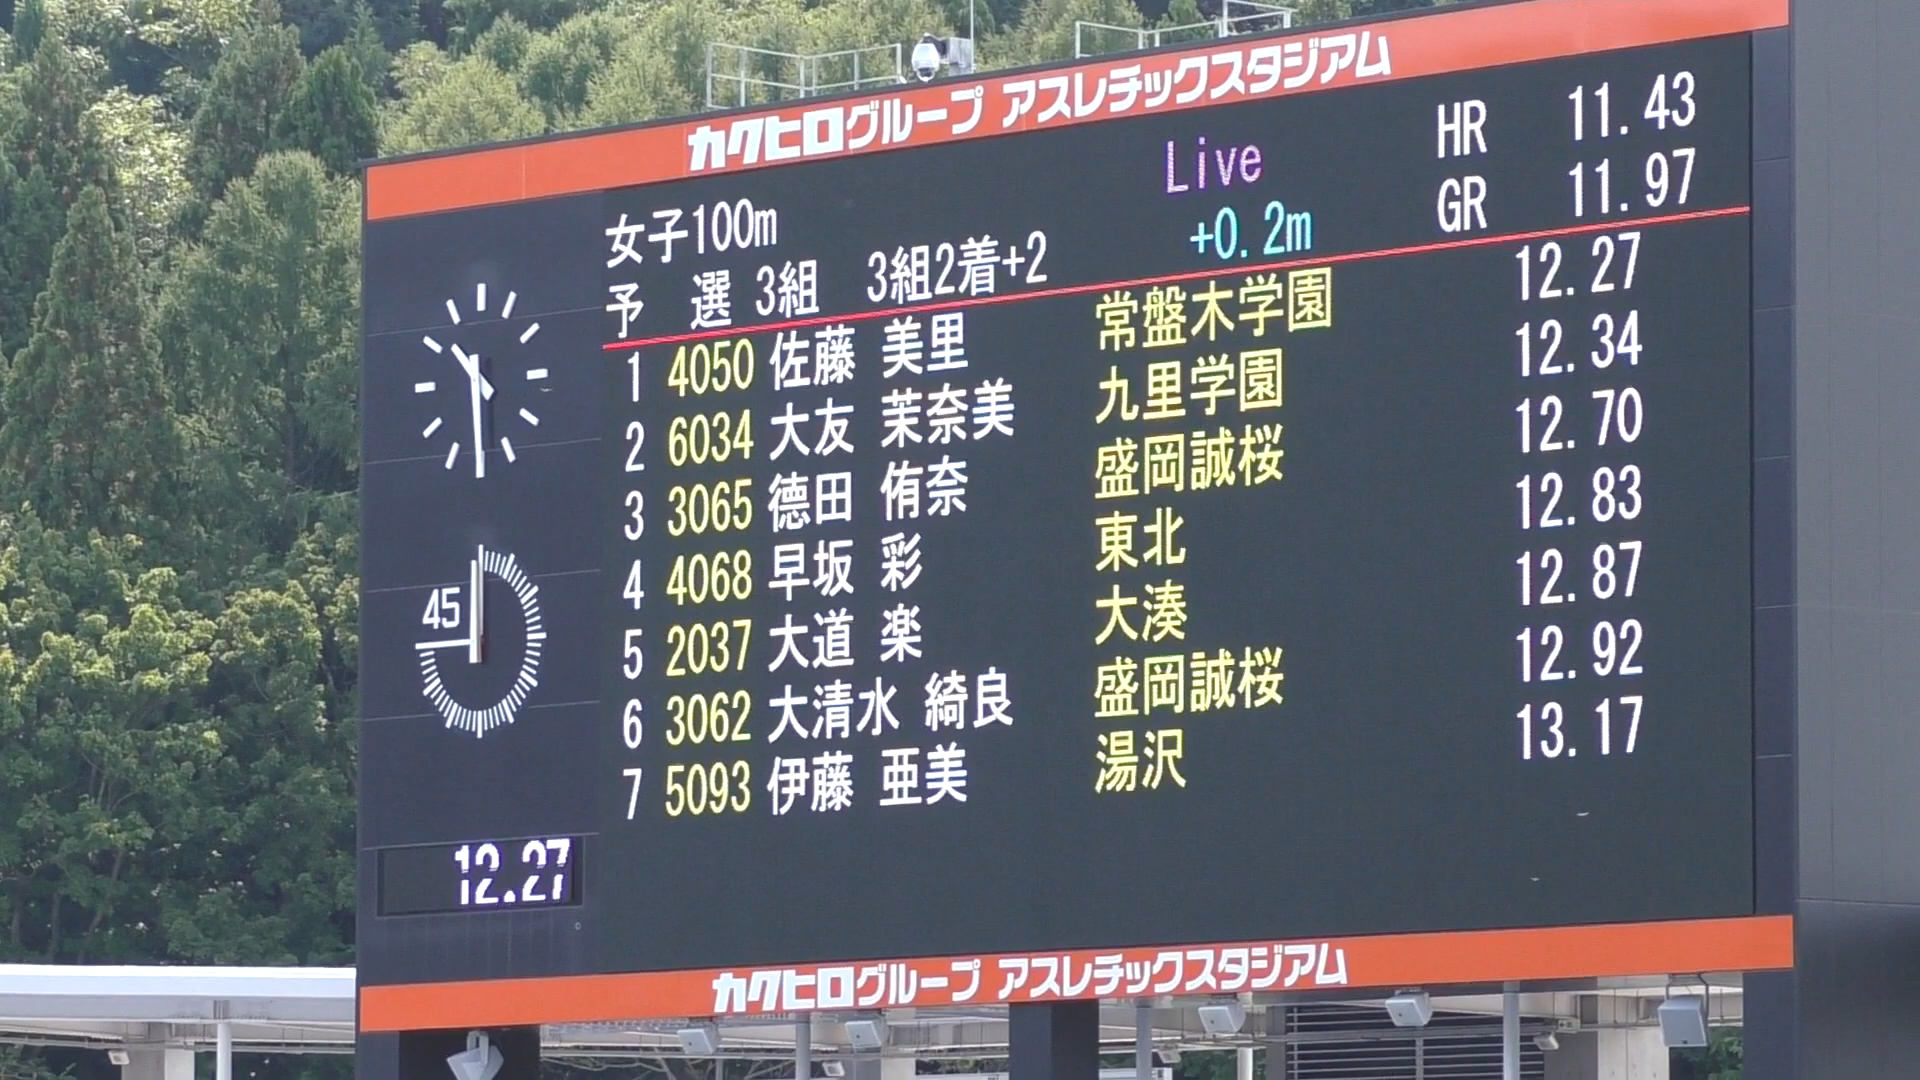 カクヒログループ アスレチックスタジアム
Live
HR 11.43
女子100m
+0.2m
GR 11.97
予 選 3組 3組2着+2
1 4050 佐藤 美里 常盤木学園 12.27
2 6034 大友 茉奈美 九里学園 12.34
3 3065 德田 侑奈 盛岡誠桜 12.70
4 4068 早坂 彩 東北 12.83
5 2037 大道 楽 大湊 12.87
6 3062 大清水 綺良 盛岡誠桜 12.92
7 5093 伊藤 亜美 湯沢 13.17
45
12.27
カクヒログループ アスレチックスタジアム